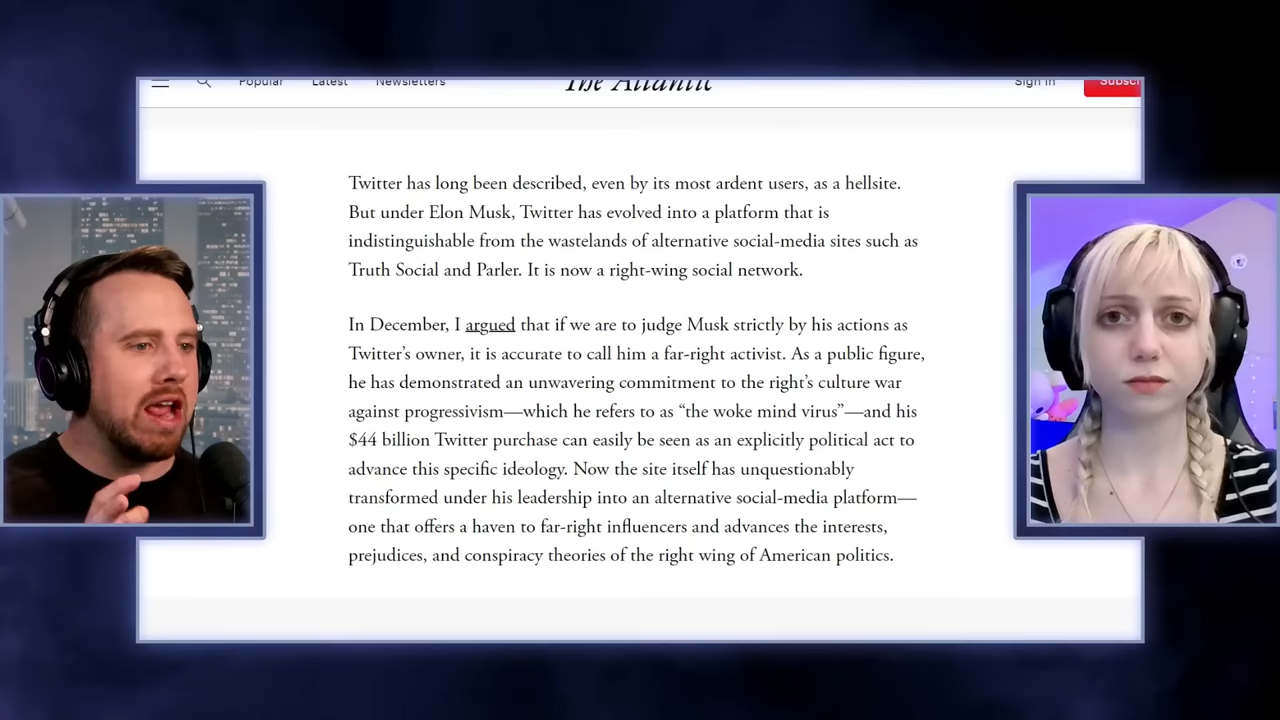 Popular Latest Newsletters The Atlantic Sign In Subscri
Twitter has long been described, even by its most ardent users, as a hellsite.
But under Elon Musk, Twitter has evolved into a platform that is
indistinguishable from the wastelands of alternative social-media sites such as
Truth Social and Parler. It is now a right-wing social network.
In December, I argued that if we are to judge Musk strictly by his actions as
Twitter’s owner, it is accurate to call him a far-right activist. As a public figure,
he has demonstrated an unwavering commitment to the right’s culture war
against progressivism—which he refers to as “the woke mind virus”—and his
$44 billion Twitter purchase can easily be seen as an explicitly political act to
advance this specific ideology. Now the site itself has unquestionably
transformed under his leadership into an alternative social-media platform—
one that offers a haven to far-right influencers and advances the interests,
prejudices, and conspiracy theories of the right wing of American politics.